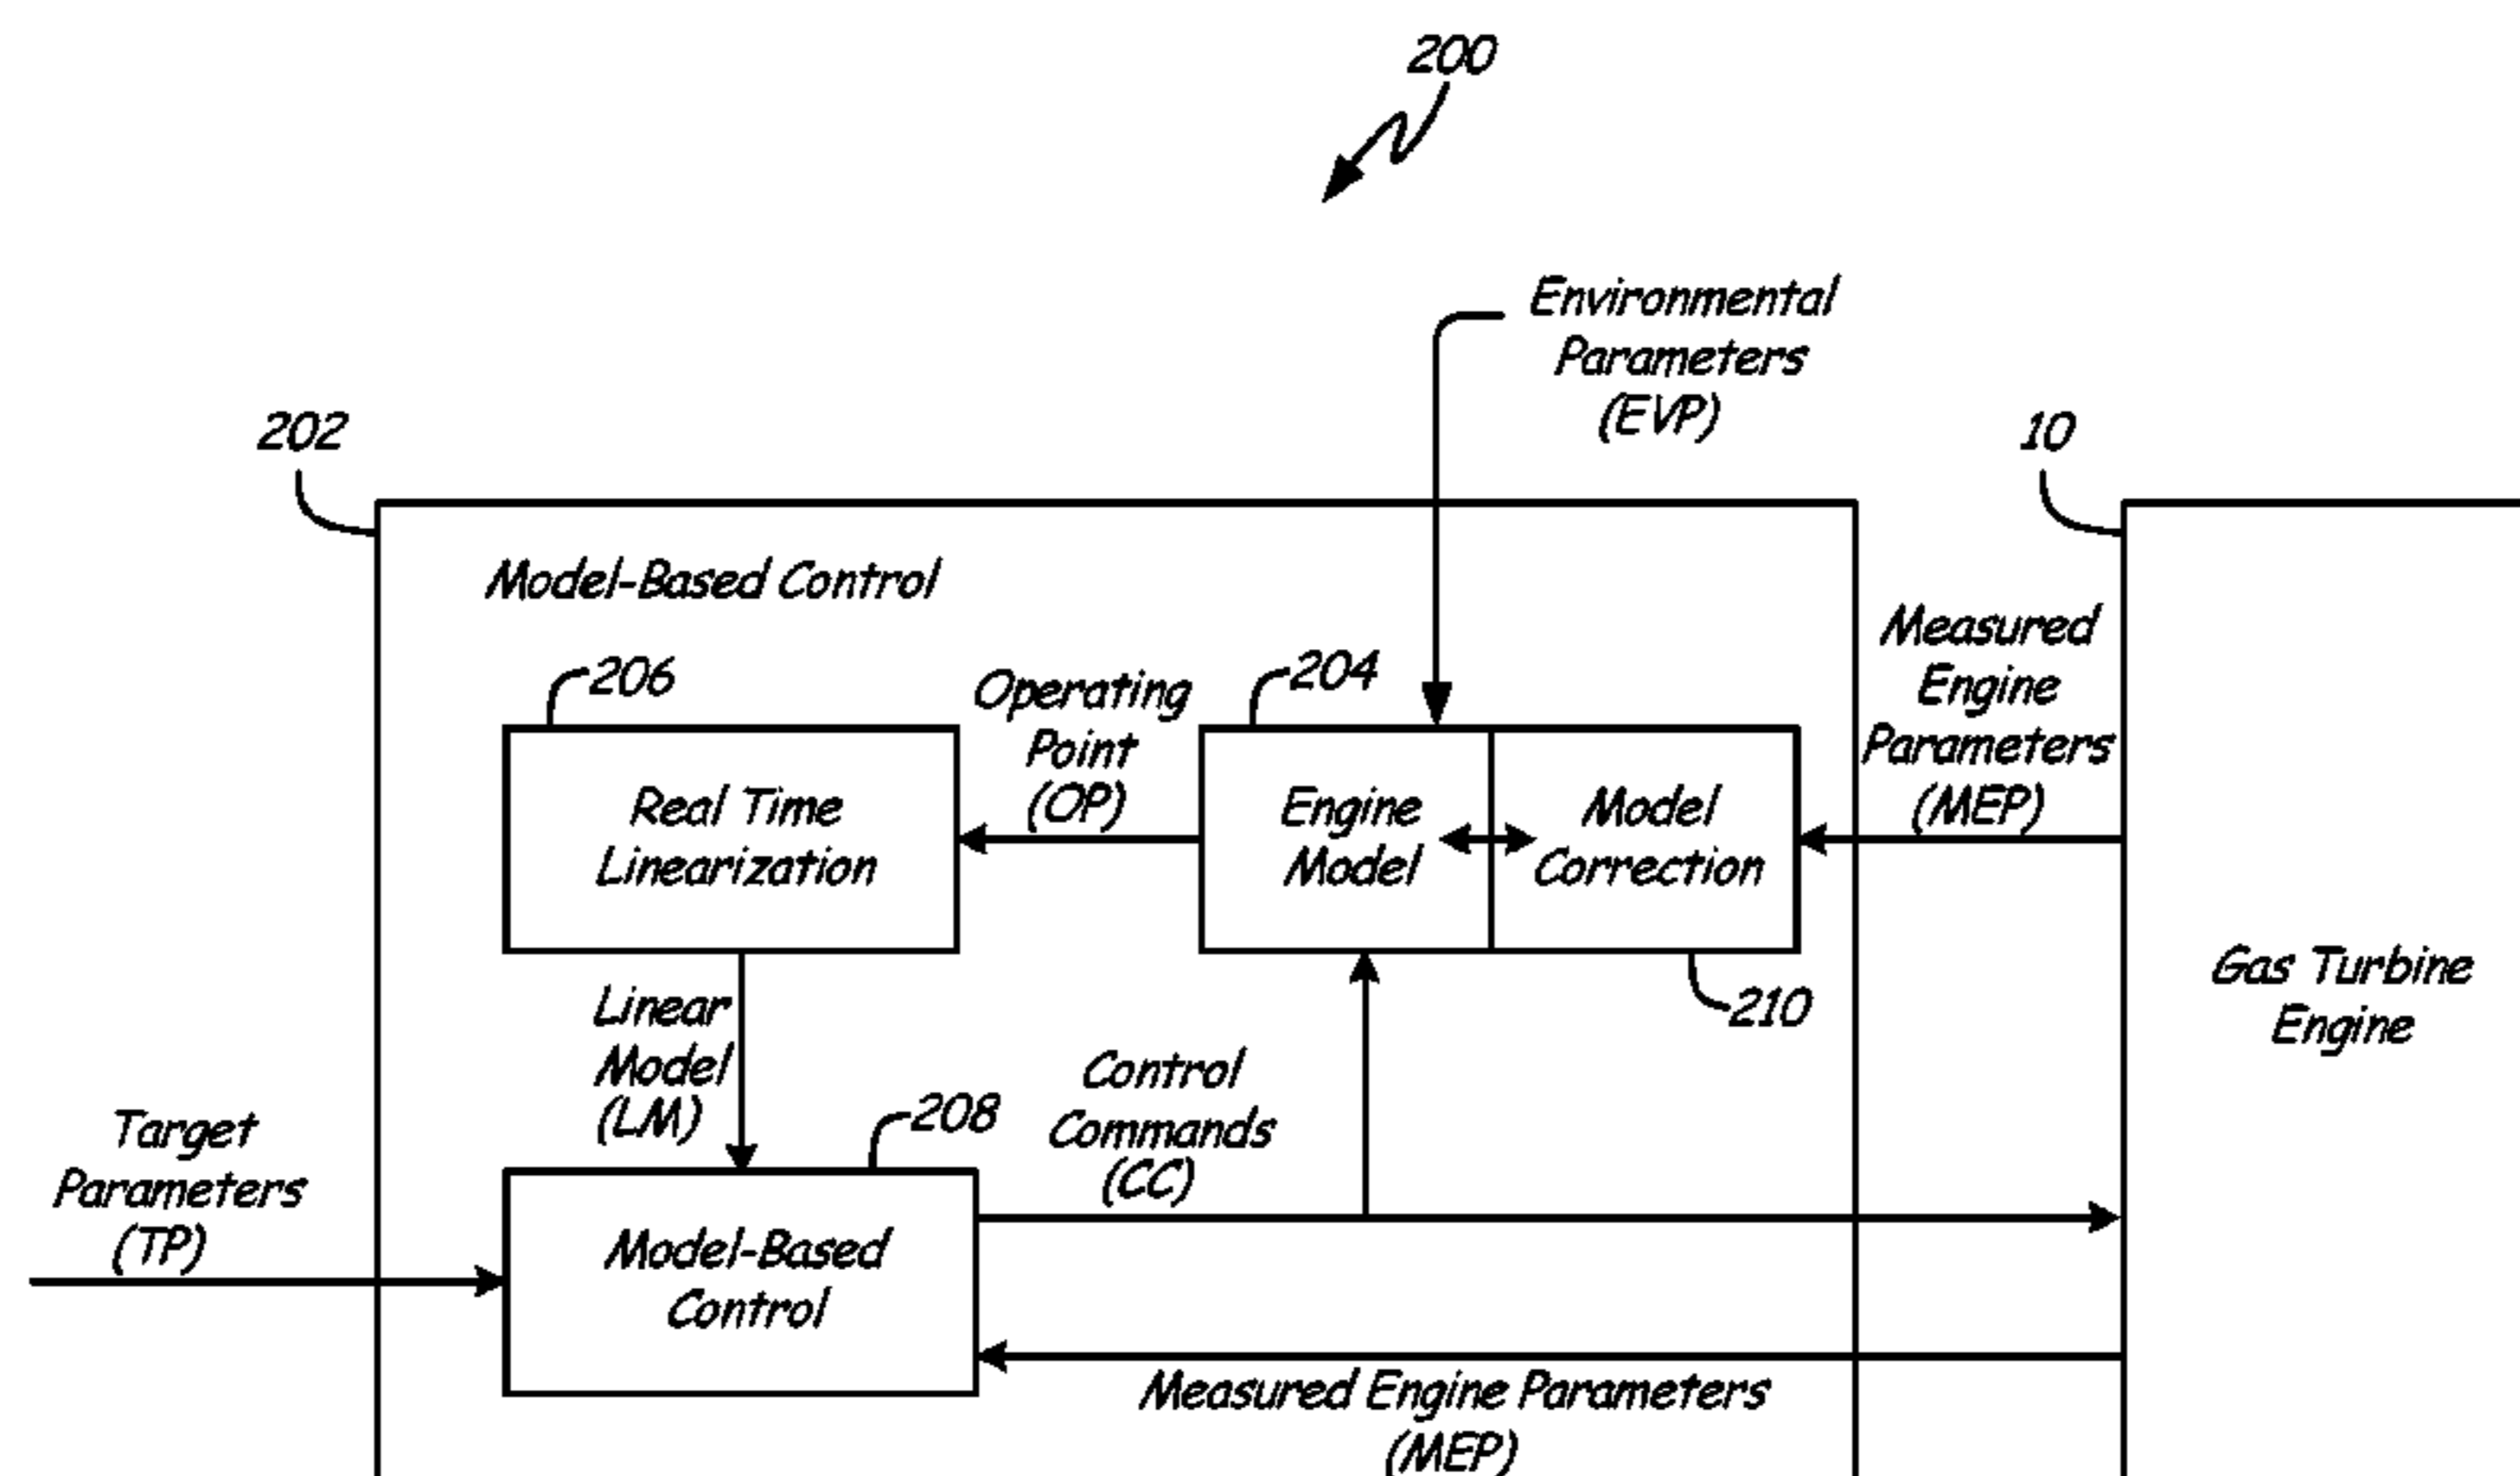 200
Environmental
Parameters
(EVP)
202
10
Model-Based Control
Measured
Engine
Parameters
(MEP)
206
Operating
Point
(OP)
204
Real Time
Linearization
Engine
Model
Model
Correction
210
Gas Turbine
Engine
Linear
Model
(LM)
208
Control
Commands
(CC)
Target
Parameters
(TP)
Model-Based
Control
Measured Engine Parameters
(MEP)